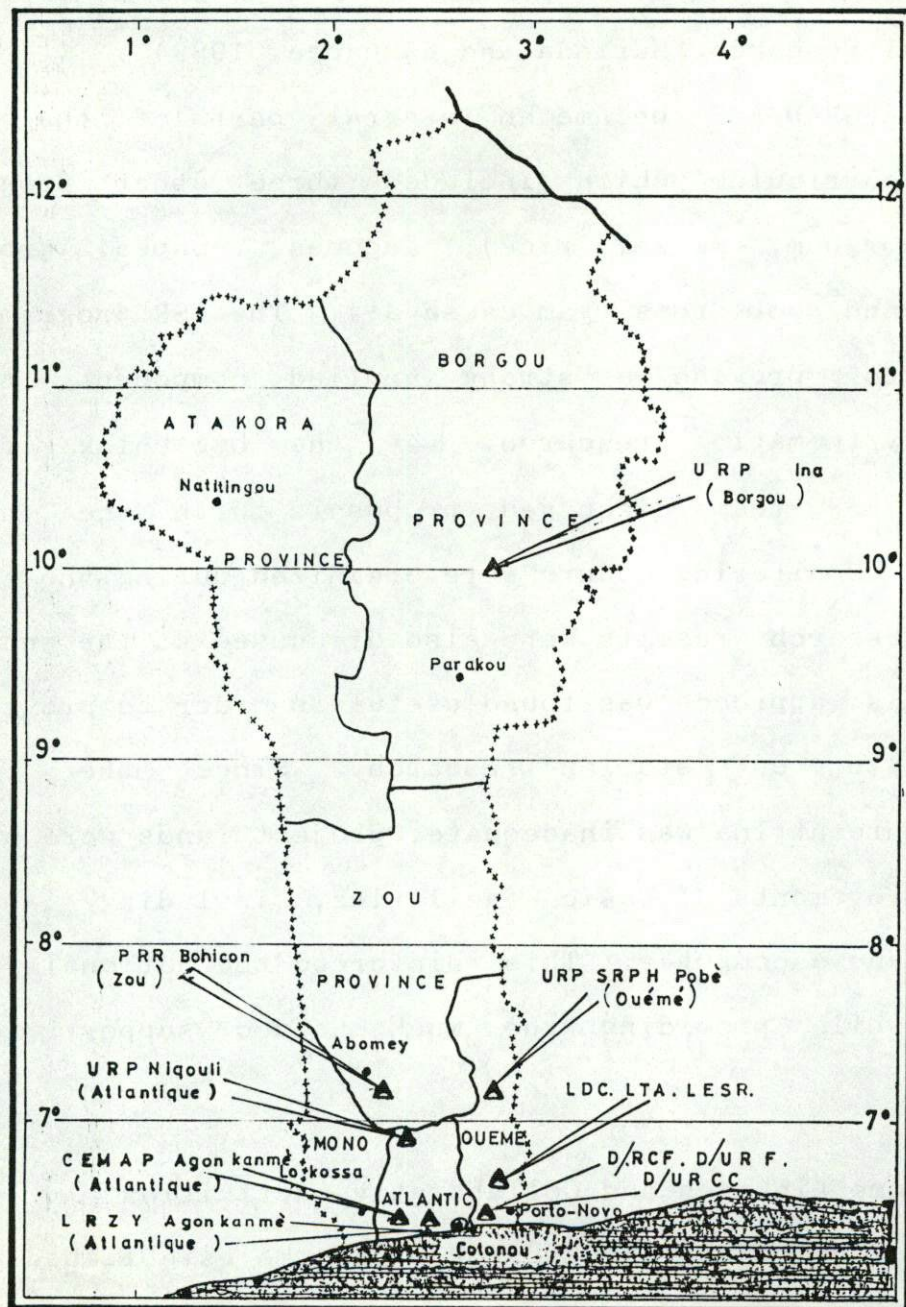 1° 2° 3° 4°
12° 12°
BORGOU
11° 11°
ATAKORA
Natitingou
URP Ina
(Borgou)
PROVINCE
PROVINCE
10° 10°
Parakou
9° 9°
ZOU
8° 8°
PRR Bohicon
(Zou)
PROVINCE
URP SRPH Pobè
(Ouémé)
Abomey
URP Niqouli
(Atlantique)
LDC. LTA. LESR.
7° 7°
MONO
OUEME
CEMAP Agonkanmé
(Atlantique)
Lokossa
D/RCF. D/URF.
D/URCC
ATLANTIC
Porto-Novo
LRZY Agonkanmé
(Atlantique)
Cotonou